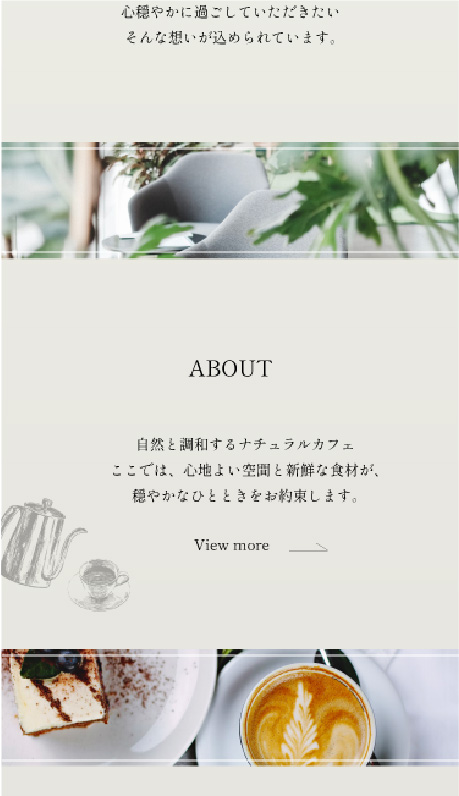 心穏やかに過ごしていただきたい
そんな想いが込められています。
ABOUT
自然と調和するナチュラルカフェ
ここでは、心地よい空間と新鮮な食材が、
穏やかなひとときをお約束します。
View more